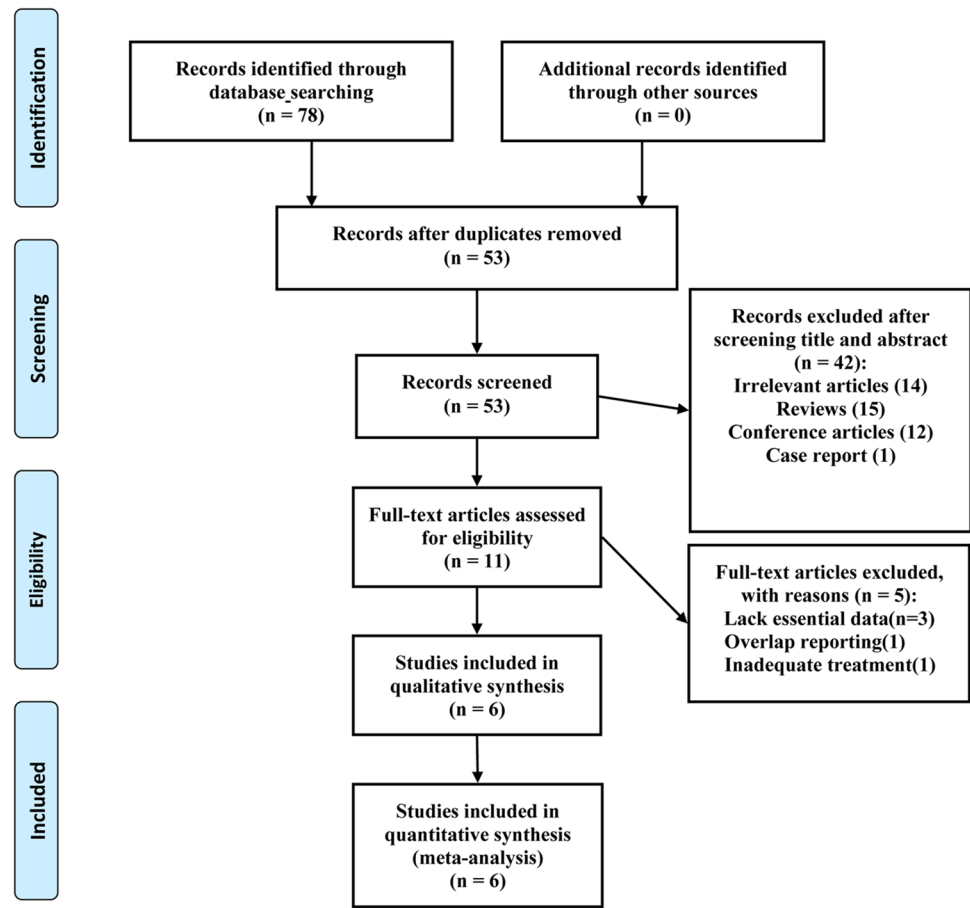 Identification
Records identified through
database searching
(n = 78)
Additional records identified
through other sources
(n = 0)
Records after duplicates removed
(n = 53)
Screening
Records screened
(n = 53)
Records excluded after
screening title and abstract
(n = 42):
Irrelevant articles (14)
Reviews (15)
Conference articles (12)
Case report (1)
Eligibility
Full-text articles assessed
for eligibility
(n = 11)
Full-text articles excluded,
with reasons (n = 5):
Lack essential data(n=3)
Overlap reporting(1)
Inadequate treatment(1)
Studies included in
qualitative synthesis
(n = 6)
Included
Studies included in
quantitative synthesis
(meta-analysis)
(n = 6)